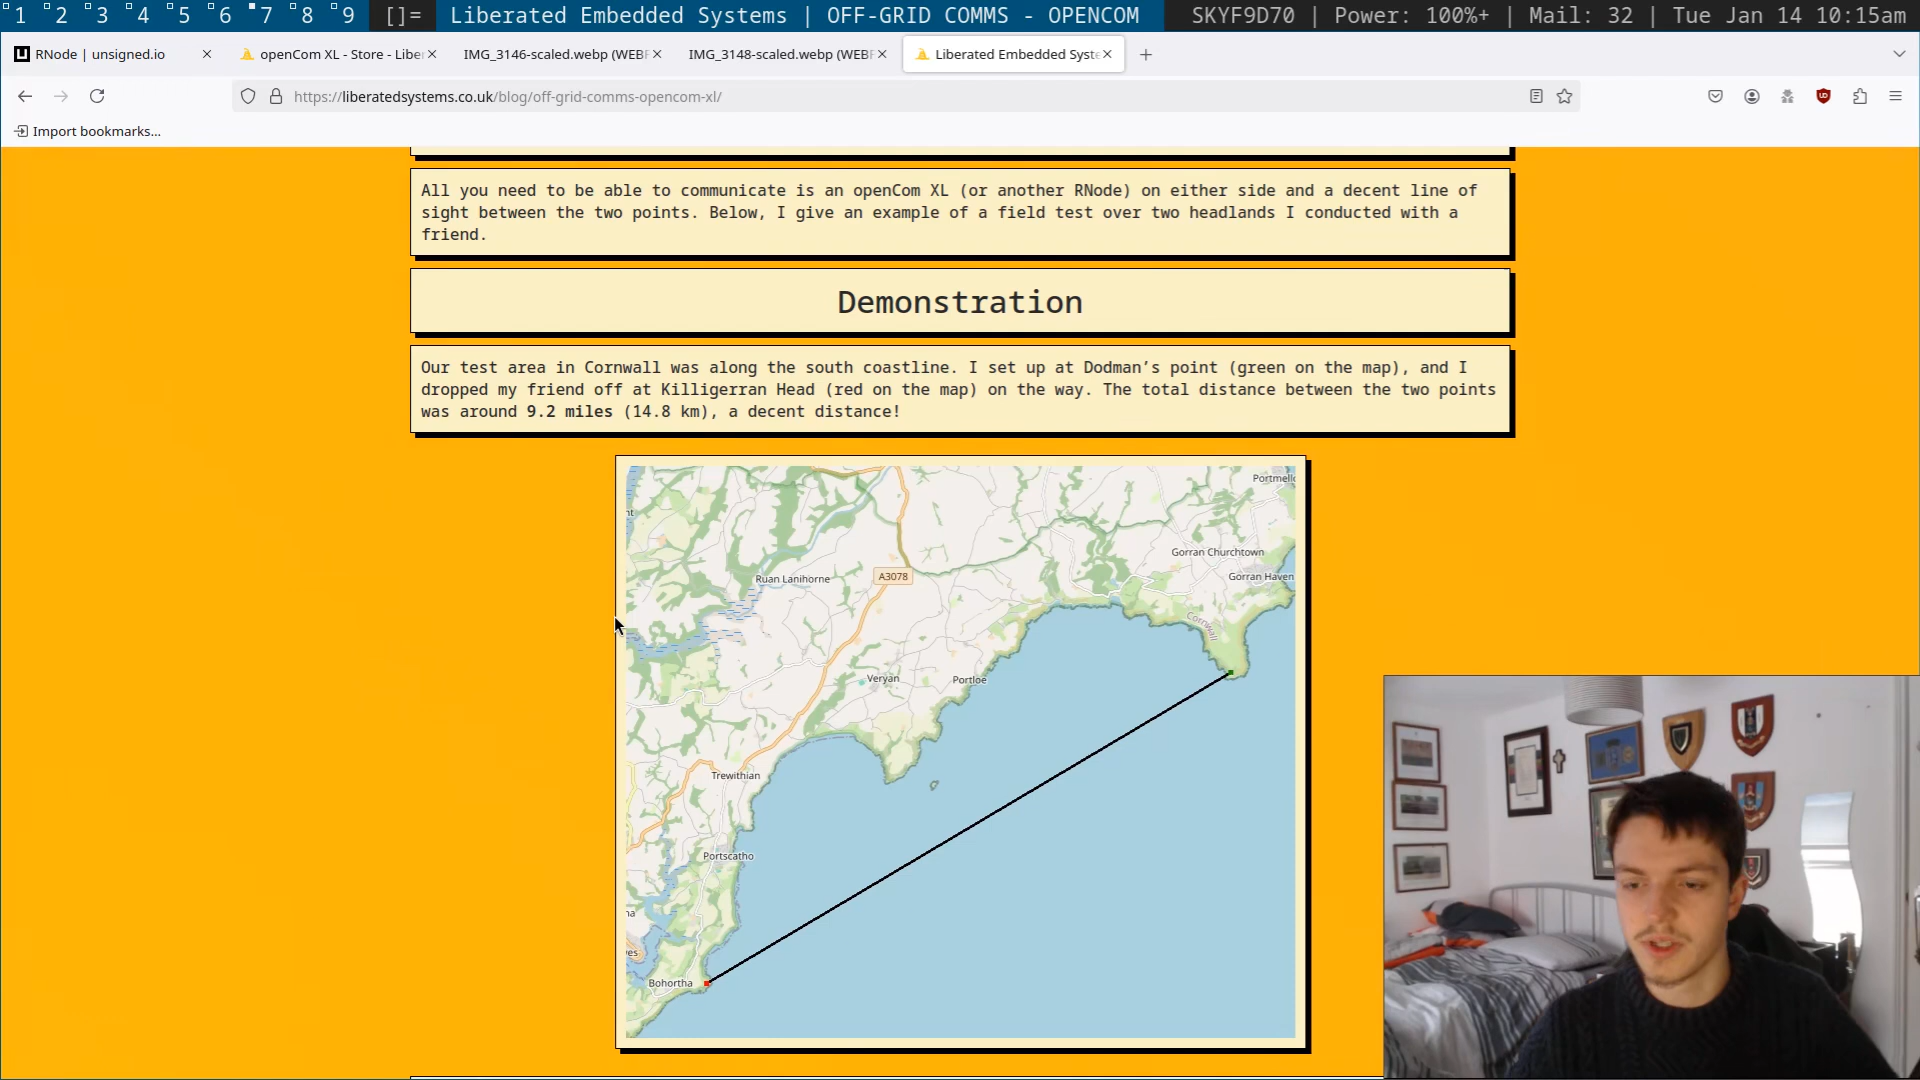 1 2 3 4 5 6 7 8 9 []= Liberated Embedded Systems | OFF-GRID COMMS - OPENCOM SKYF9D70 | Power: 100%+ | Mail: 32 | Tue Jan 14 10:15am
RNode | unsigned.io openCom XL - Store - Libe IMG_3146-scaled.webp (WEBP IMG_3148-scaled.webp (WEBP Liberated Embedded Syste
https://liberatedsystems.co.uk/blog/off-grid-comms-opencom-xl/
Import bookmarks...
All you need to be able to communicate is an openCom XL (or another RNode) on either side and a decent line of
sight between the two points. Below, I give an example of a field test over two headlands I conducted with a
friend.
Demonstration
Our test area in Cornwall was along the south coastline. I set up at Dodman’s point (green on the map), and I
dropped my friend off at Killigerran Head (red on the map) on the way. The total distance between the two points
was around 9.2 miles (14.8 km), a decent distance!
Portmello
nt
Gorran Churchtown
Ruan Lanihorne
A3078
Gorran Haven
Cornwall
Veryan
Portloe
Trewithian
Portscatho
na
es
Bohortha